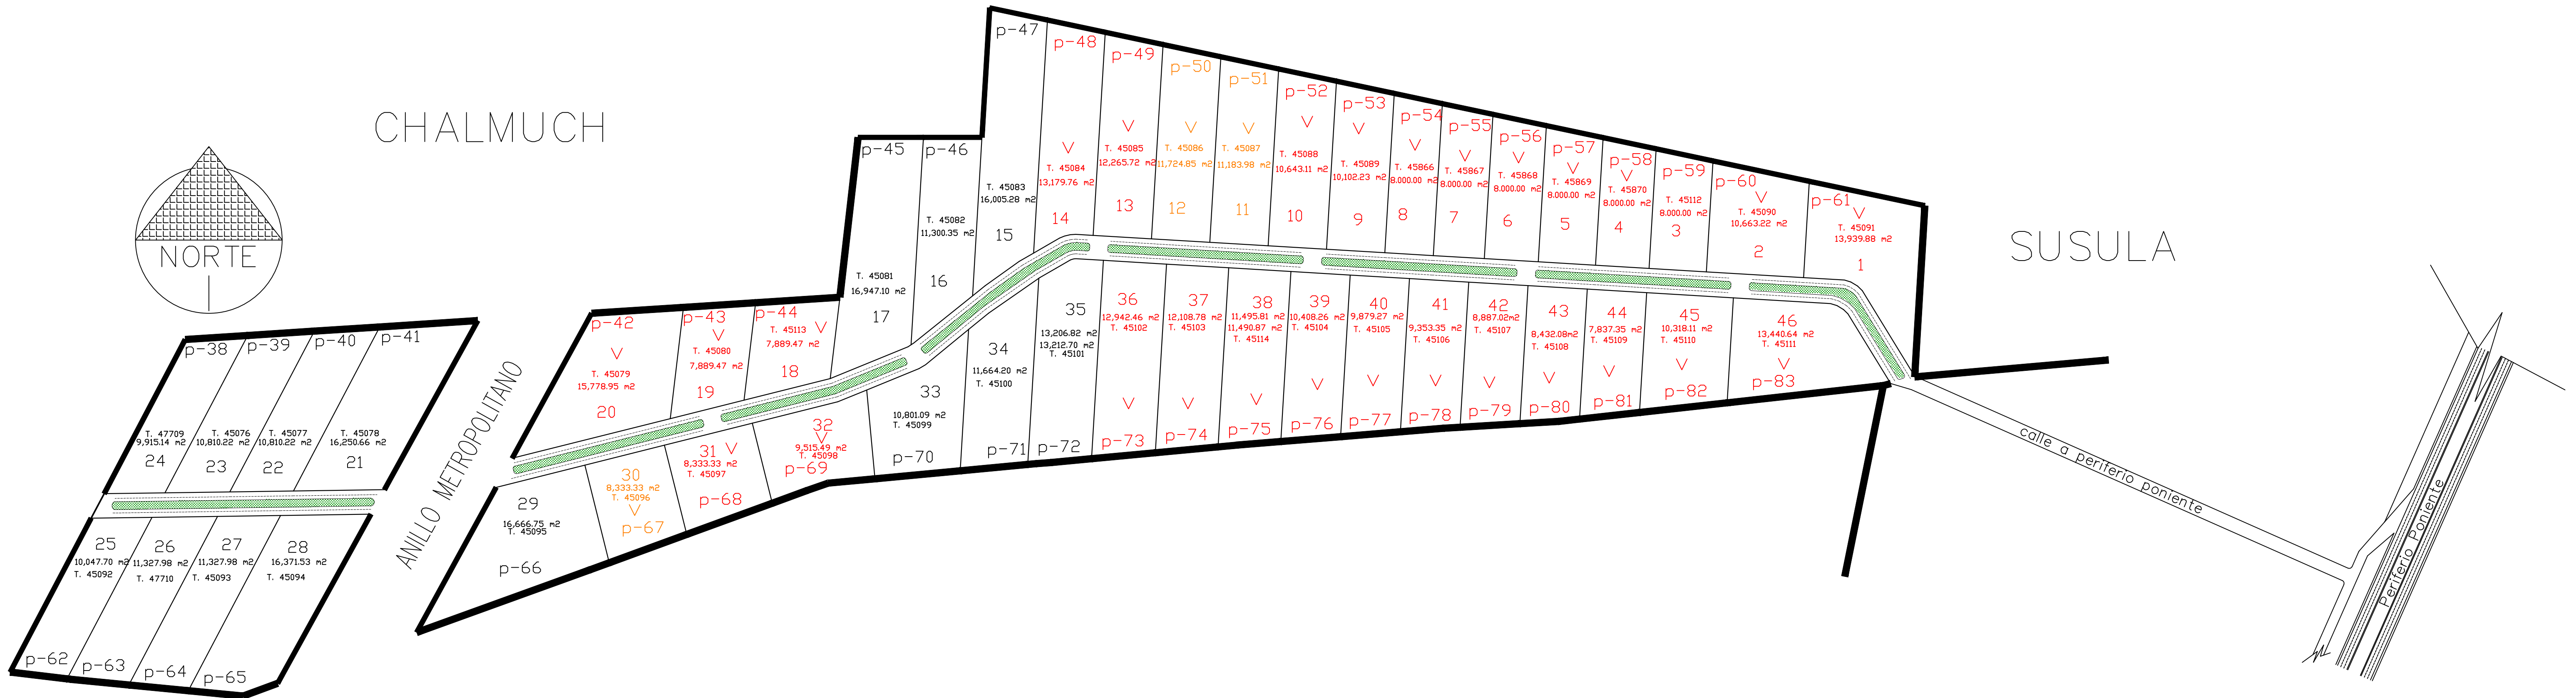 CHALMUCH
NORTE
SUSULA
ANILLO METROPOLITANO
calle a periferio poniente
Periferio Poniente
p-38
T. 47709
9,915.14 m2
24
p-39
T. 45076
10,810.22 m2
23
p-40
T. 45077
10,810.22 m2
22
p-41
T. 45078
16,250.66 m2
21
25
10,047.70 m2
T. 45092
p-62
26
11,327.98 m2
T. 47710
p-63
27
11,327.98 m2
T. 45093
p-64
28
16,371.53 m2
T. 45094
p-65
p-42
V
T. 45079
15,778.95 m2
20
p-43
V
T. 45080
7,889.47 m2
19
p-44
T. 45113 V
7,889.47 m2
18
p-45
T. 45081
16,947.10 m2
17
p-46
T. 45082
11,300.35 m2
16
p-47
T. 45083
16,005.28 m2
15
p-48
V
T. 45084
13,179.76 m2
14
p-49
V
T. 45085
12,265.72 m2
13
p-50
V
T. 45086
11,724.85 m2
12
p-51
V
T. 45087
11,183.98 m2
11
p-52
V
T. 45088
10,643.11 m2
10
p-53
V
T. 45089
10,102.23 m2
9
p-54
V
T. 45866
8.000.00 m2
8
p-55
V
T. 45867
8.000.00 m2
7
p-56
V
T. 45868
8.000.00 m2
6
p-57
V
T. 45869
8.000.00 m2
5
p-58
V
T. 45870
8.000.00 m2
4
p-59
T. 45112
8.000.00 m2
3
p-60
V
T. 45090
10,663.22 m2
2
p-61
V
T. 45091
13,939.88 m2
1
29
16,666.75 m2
T. 45095
p-66
30
8,333.33 m2
T. 45096
V
p-67
31 V
8,333.33 m2
T. 45097
p-68
32
V
9,515.49 m2
T. 45098
p-69
33
10,801.09 m2
T. 45099
p-70
34
11,664.20 m2
T. 45100
p-71
35
13,206.82 m2
13,212.70 m2
T. 45101
p-72
36
12,942.46 m2
T. 45102
V
p-73
37
12,108.78 m2
T. 45103
V
p-74
38
11,495.81 m2
11,490.87 m2
T. 45114
V
p-75
39
10,408.26 m2
T. 45104
V
p-76
40
9,879.27 m2
T. 45105
V
p-77
41
9,353.35 m2
T. 45106
V
p-78
42
8,887.02m2
T. 45107
V
p-79
43
8,432.08m2
T. 45108
V
p-80
44
7,837.35 m2
T. 45109
V
p-81
45
10,318.11 m2
T. 45110
V
p-82
46
13,440.64 m2
T. 45111
V
p-83